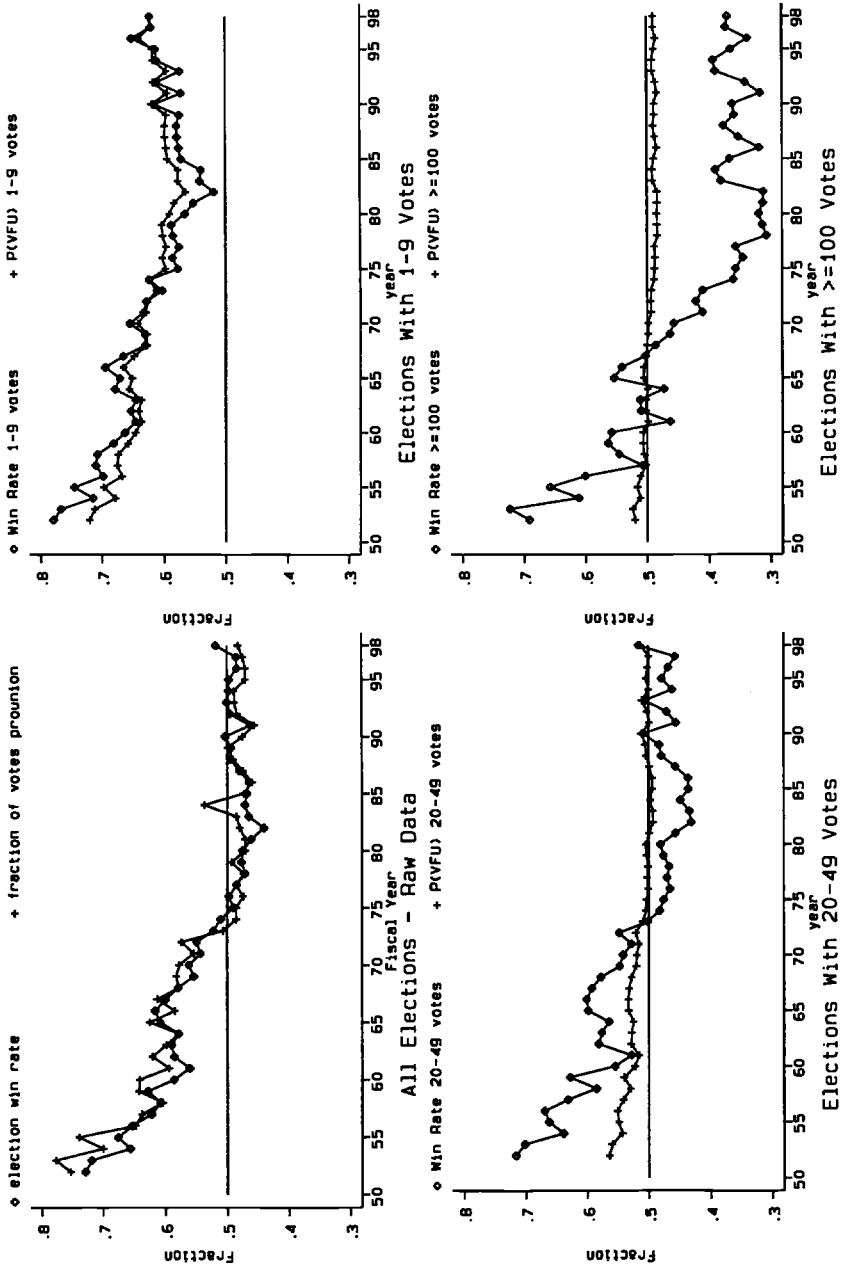 ◇ election win rate + fraction of votes prounion
.8
.7
.6
.5
.4
.3
Fraction
50 55 60 65 70 75 80 85 90 95 98
Fiscal Year
All Elections - Raw Data
◇ Win Rate 1-9 votes + P(VFU) 1-9 votes
.8
.7
.6
.5
.4
.3
Fraction
50 55 60 65 70 75 80 85 90 95 98
year
Elections With 1-9 Votes
◇ Win Rate 20-49 votes + P(VFU) 20-49 votes
.8
.7
.6
.5
.4
.3
Fraction
50 55 60 65 70 75 80 85 90 95 98
year
Elections With 20-49 Votes
◇ Win Rate >=100 votes + P(VFU) >=100 votes
.8
.7
.6
.5
.4
.3
Fraction
50 55 60 65 70 75 80 85 90 95 98
year
Elections With >=100 Votes